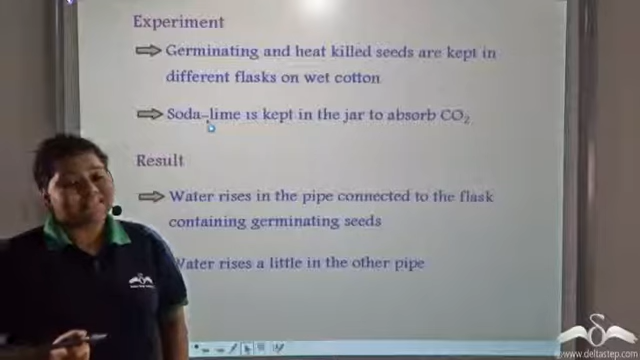 Experiment
Germinating and heat killed seeds are kept in
different flasks on wet cotton
Soda-lime is kept in the jar to absorb CO₂
Result
Water rises in the pipe connected to the flask
containing germinating seeds
Water rises a little in the other pipe
www.deltastep.com